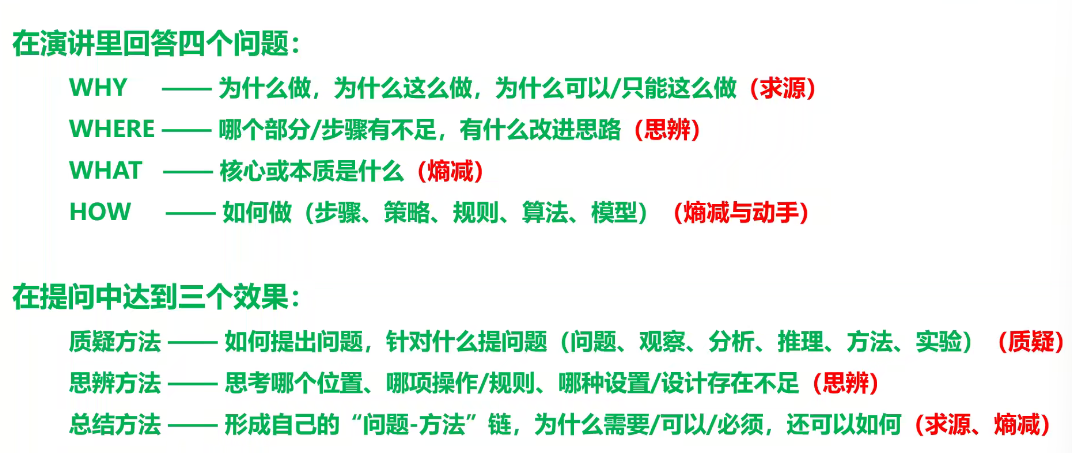 在演讲里回答四个问题：
WHY —— 为什么做，为什么这么做，为什么可以/只能这么做（求源）
WHERE —— 哪个部分/步骤有不足，有什么改进思路（思辨）
WHAT —— 核心或本质是什么（熵减）
HOW —— 如何做（步骤、策略、规则、算法、模型）（熵减与动手）
在提问中达到三个效果：
质疑方法 —— 如何提出问题，针对什么提问题（问题、观察、分析、推理、方法、实验）（质疑）
思辨方法 —— 思考哪个位置、哪项操作/规则、哪种设置/设计存在不足（思辨）
总结方法 —— 形成自己的“问题-方法”链，为什么需要/可以/必须，还可以如何（求源、熵减）